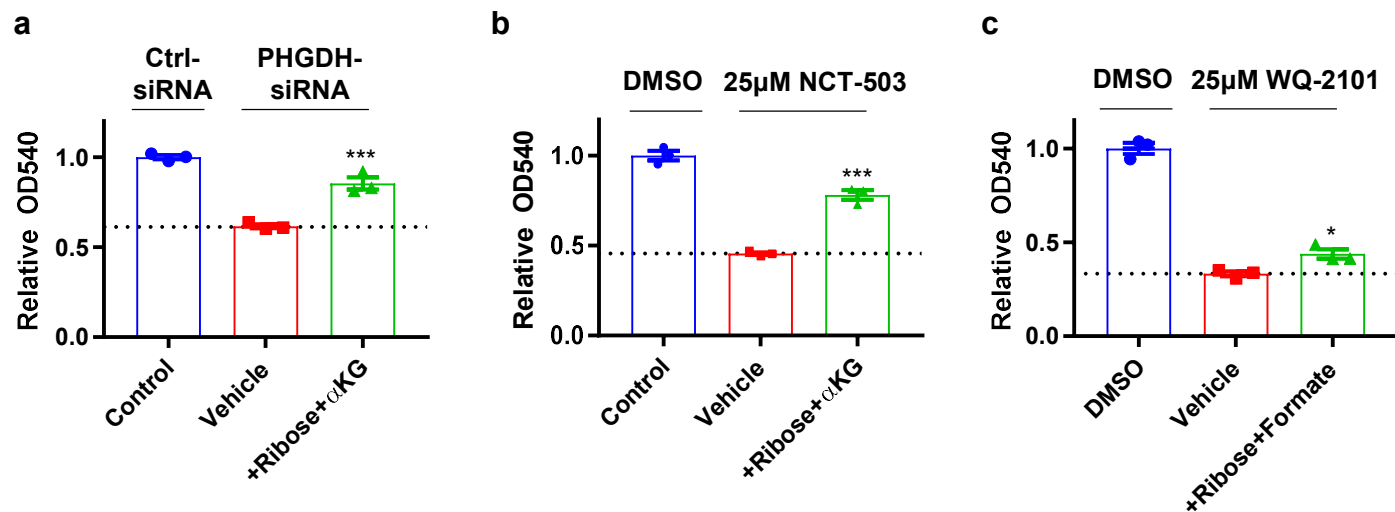 a
Ctrl-
siRNA
PHGDH-
siRNA
Relative OD540
1.0
0.5
0.0
***
Control
Vehicle
+Ribose+αKG
b
DMSO
25μM NCT-503
Relative OD540
1.0
0.5
0.0
***
Control
Vehicle
+Ribose+αKG
c
DMSO
25μM WQ-2101
Relative OD540
1.0
0.5
0.0
*
DMSO
Vehicle
+Ribose+Formate